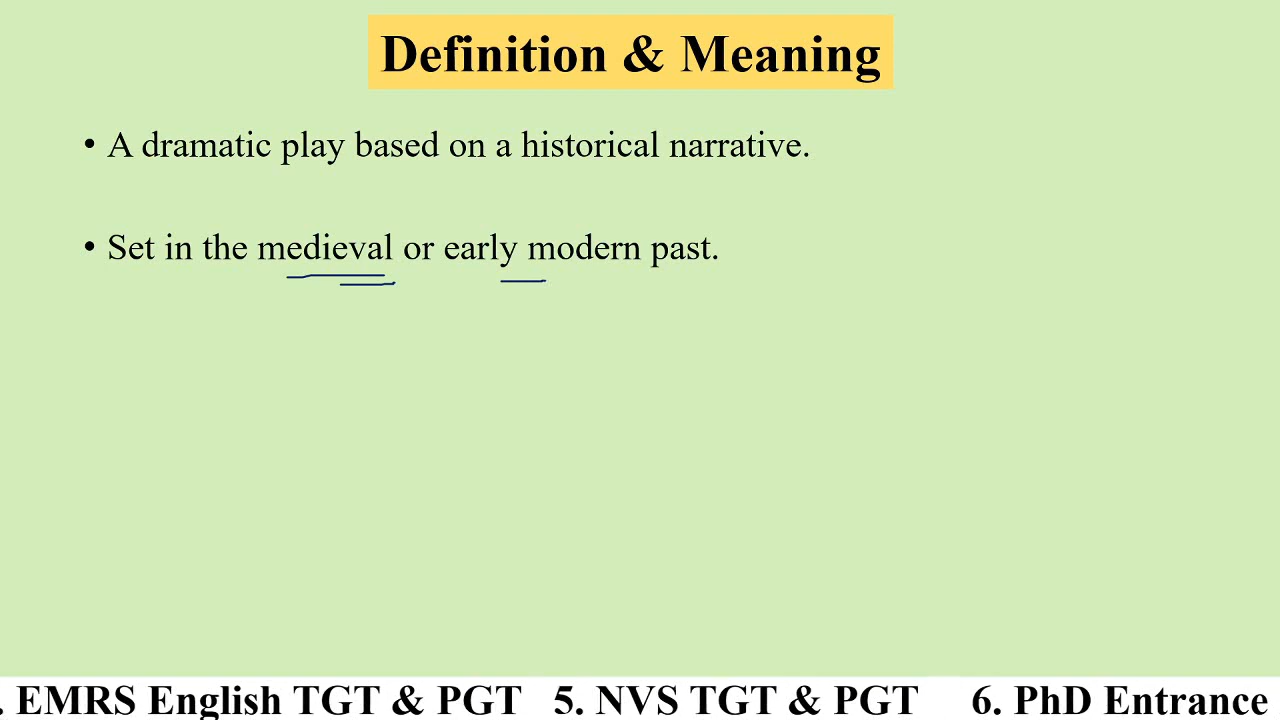 Definition & Meaning
• A dramatic play based on a historical narrative.
• Set in the medieval or early modern past.
. EMRS English TGT & PGT 5. NVS TGT & PGT 6. PhD Entrance